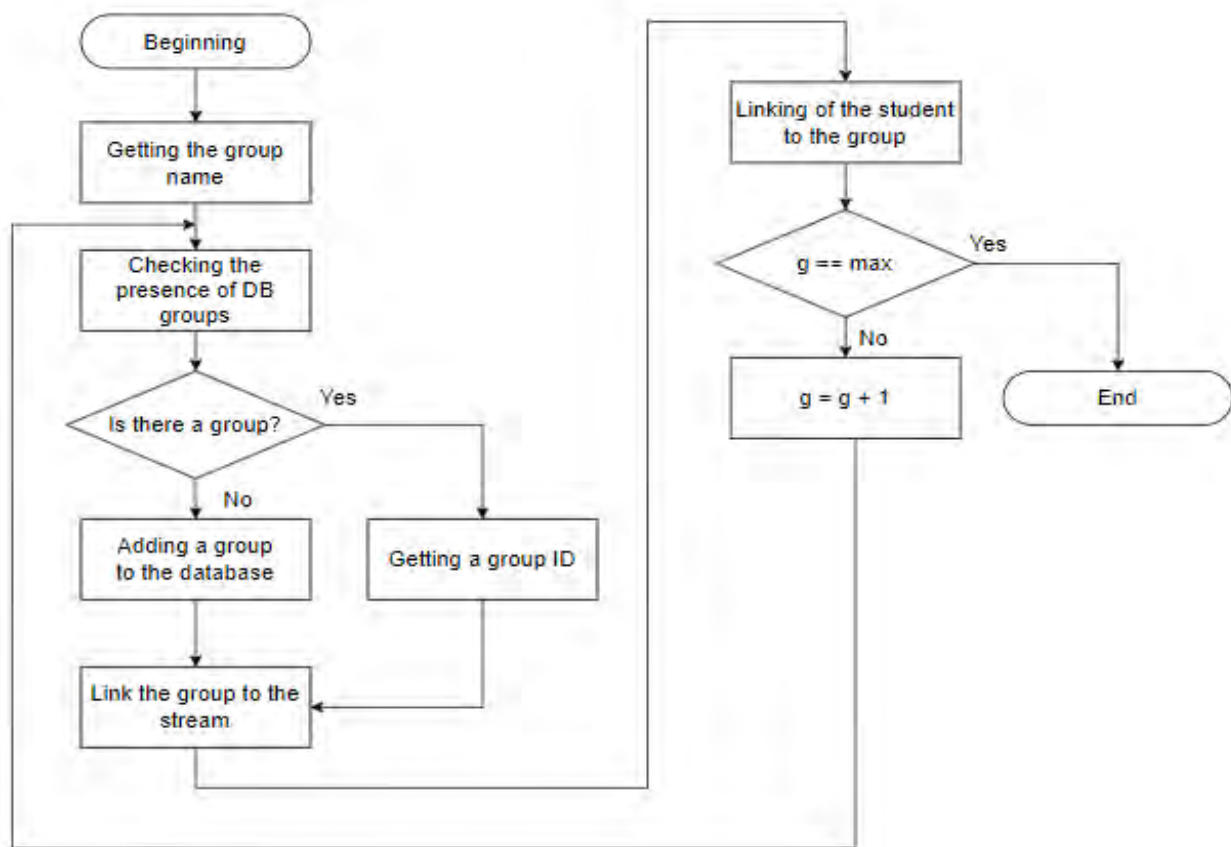 Beginning
Getting the group
name
Checking the
presence of DB
groups
Is there a group?
Yes
No
Adding a group
to the database
Getting a group ID
Link the group to the
stream
Linking of the student
to the group
g == max
Yes
No
g = g + 1
End